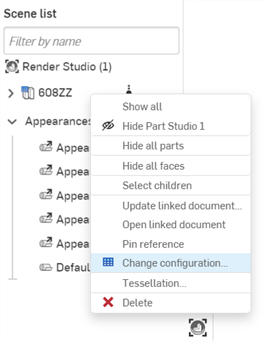 Scene list
Filter by name
Render Studio (1)
608ZZ
Show all
Appearances
Hide Part Studio 1
Appea
Hide all parts
Hide all faces
Appea
Select children
Appea
Update linked document...
Appea
Open linked document
Pin reference
Appea
Change configuration...
Defaul
Tessellation...
Delete